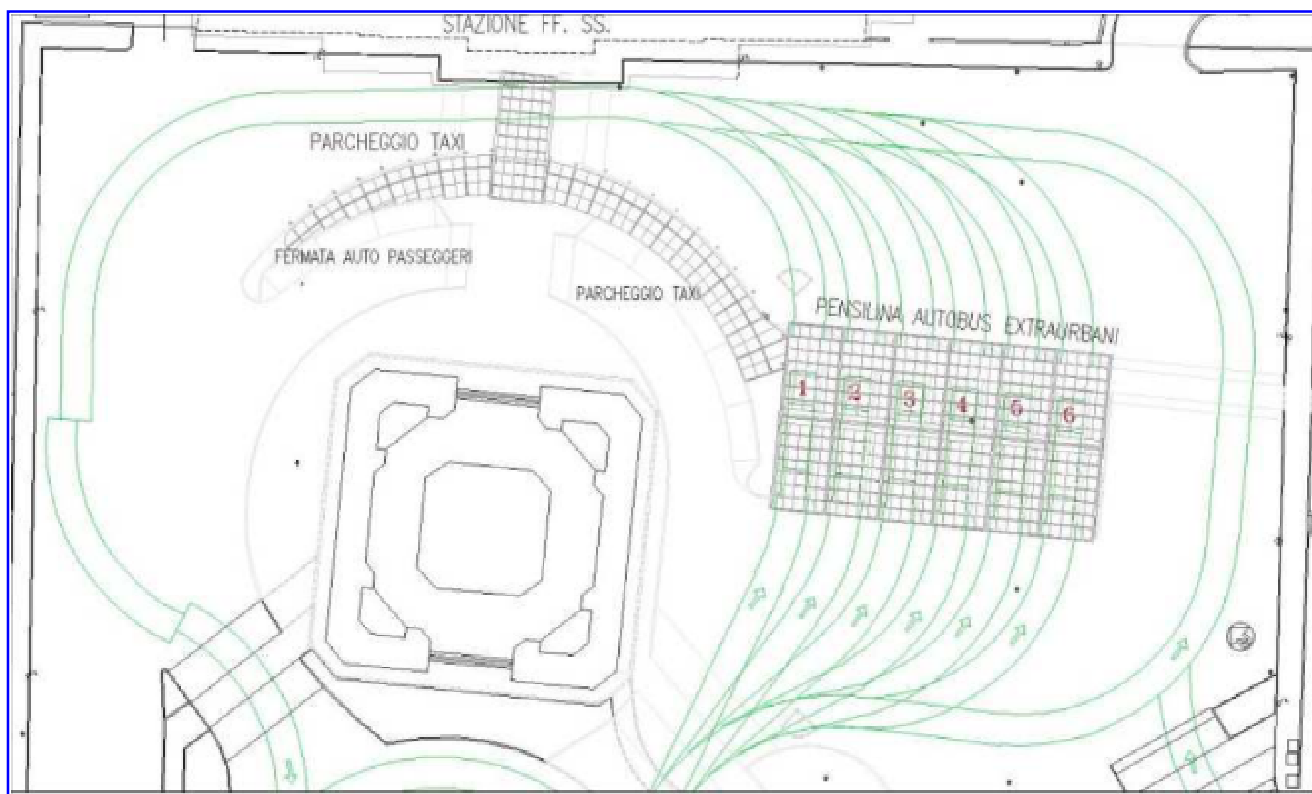 STAZIONE FF. SS.
PARCHEGGIO TAXI
FERMATA AUTO PASSEGGERI
PARCHEGGIO TAXI
PENSILINA AUTOBUS EXTRAURBANI
1 2 3 4 5 6